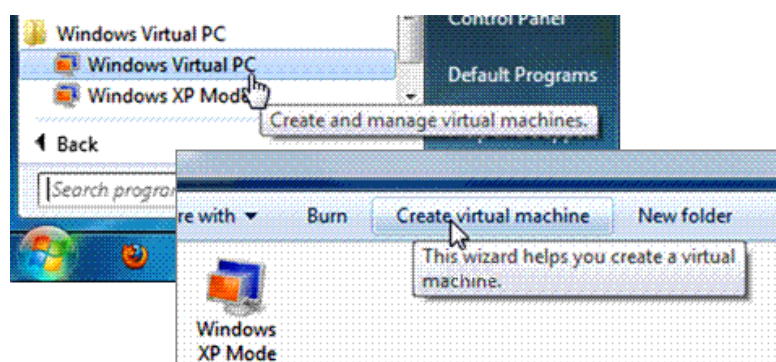 Windows Virtual PC
Windows Virtual PC
Windows XP Mode
Control Panel
Default Programs
Create and manage virtual machines.
Back
Search progra
re with
Burn
Create virtual machine
New folder
This wizard helps you create a virtual
machine.
Windows
XP Mode